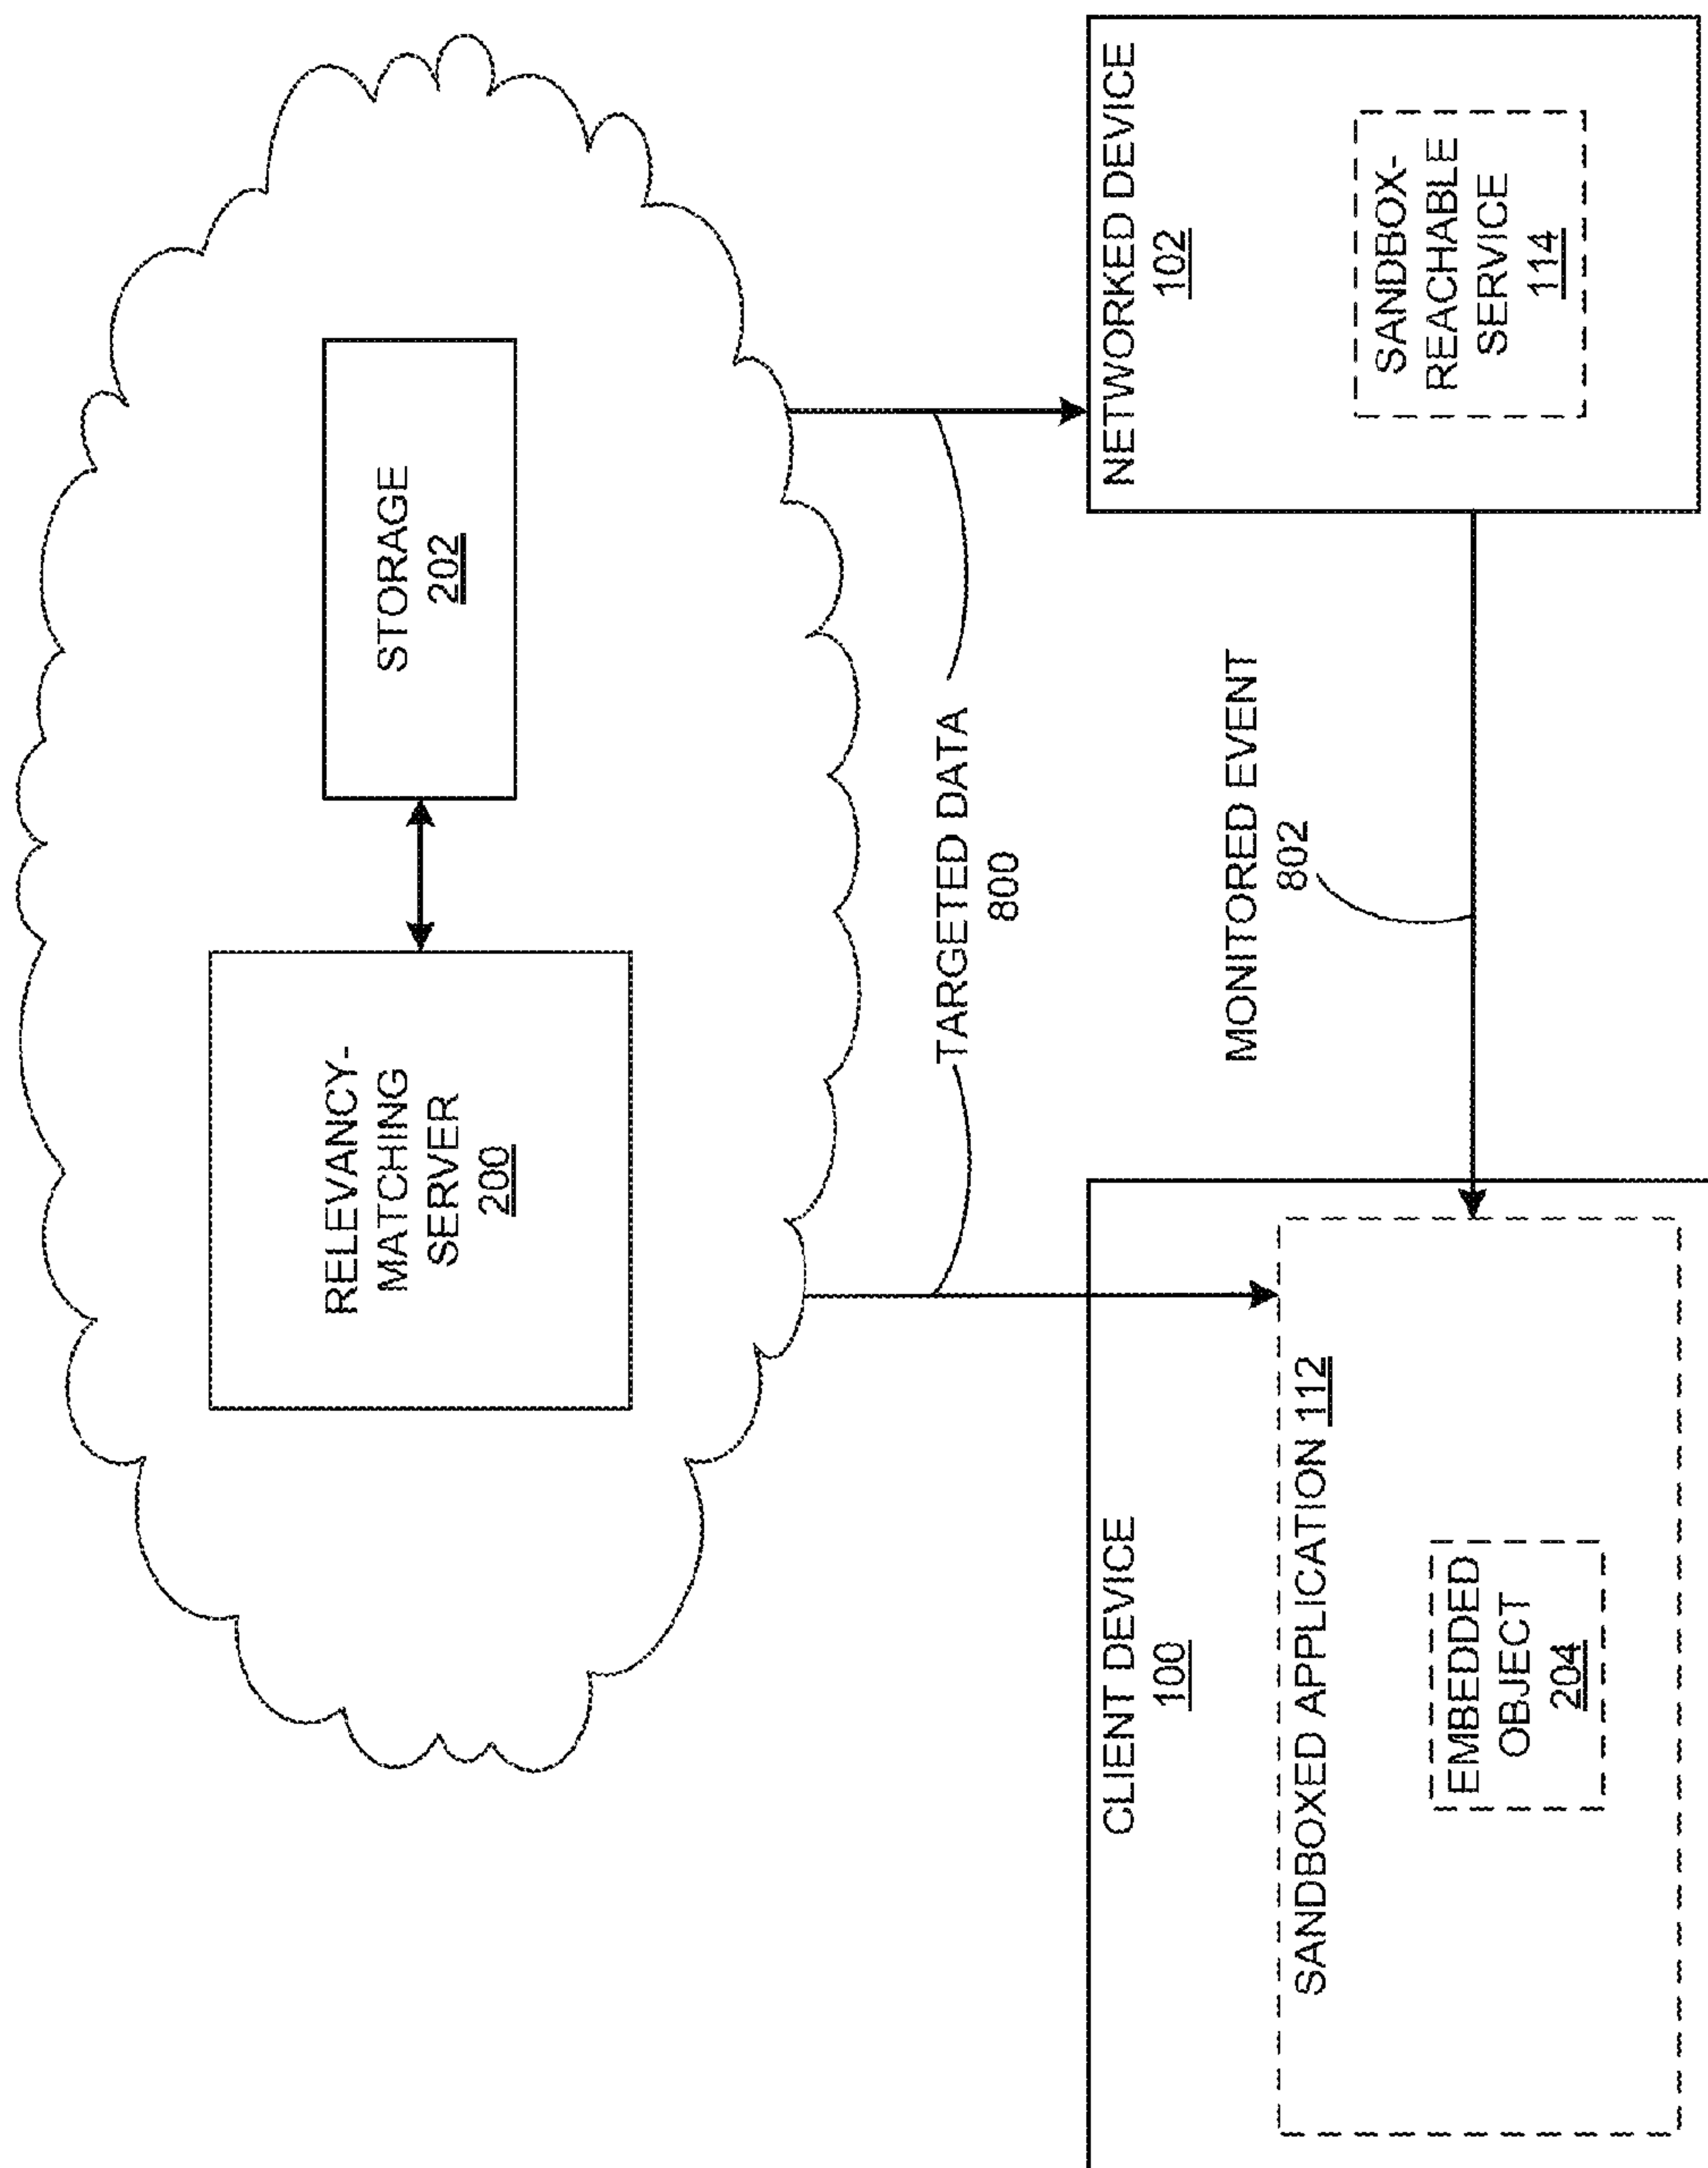 RELEVANCY-
MATCHING
SERVER
200
STORAGE
202
TARGETED DATA
800
CLIENT DEVICE
100
SANDBOXED APPLICATION 112
EMBEDDED
OBJECT
204
MONITORED EVENT
802
NETWORKED DEVICE
102
SANDBOX-
REACHABLE
SERVICE
114